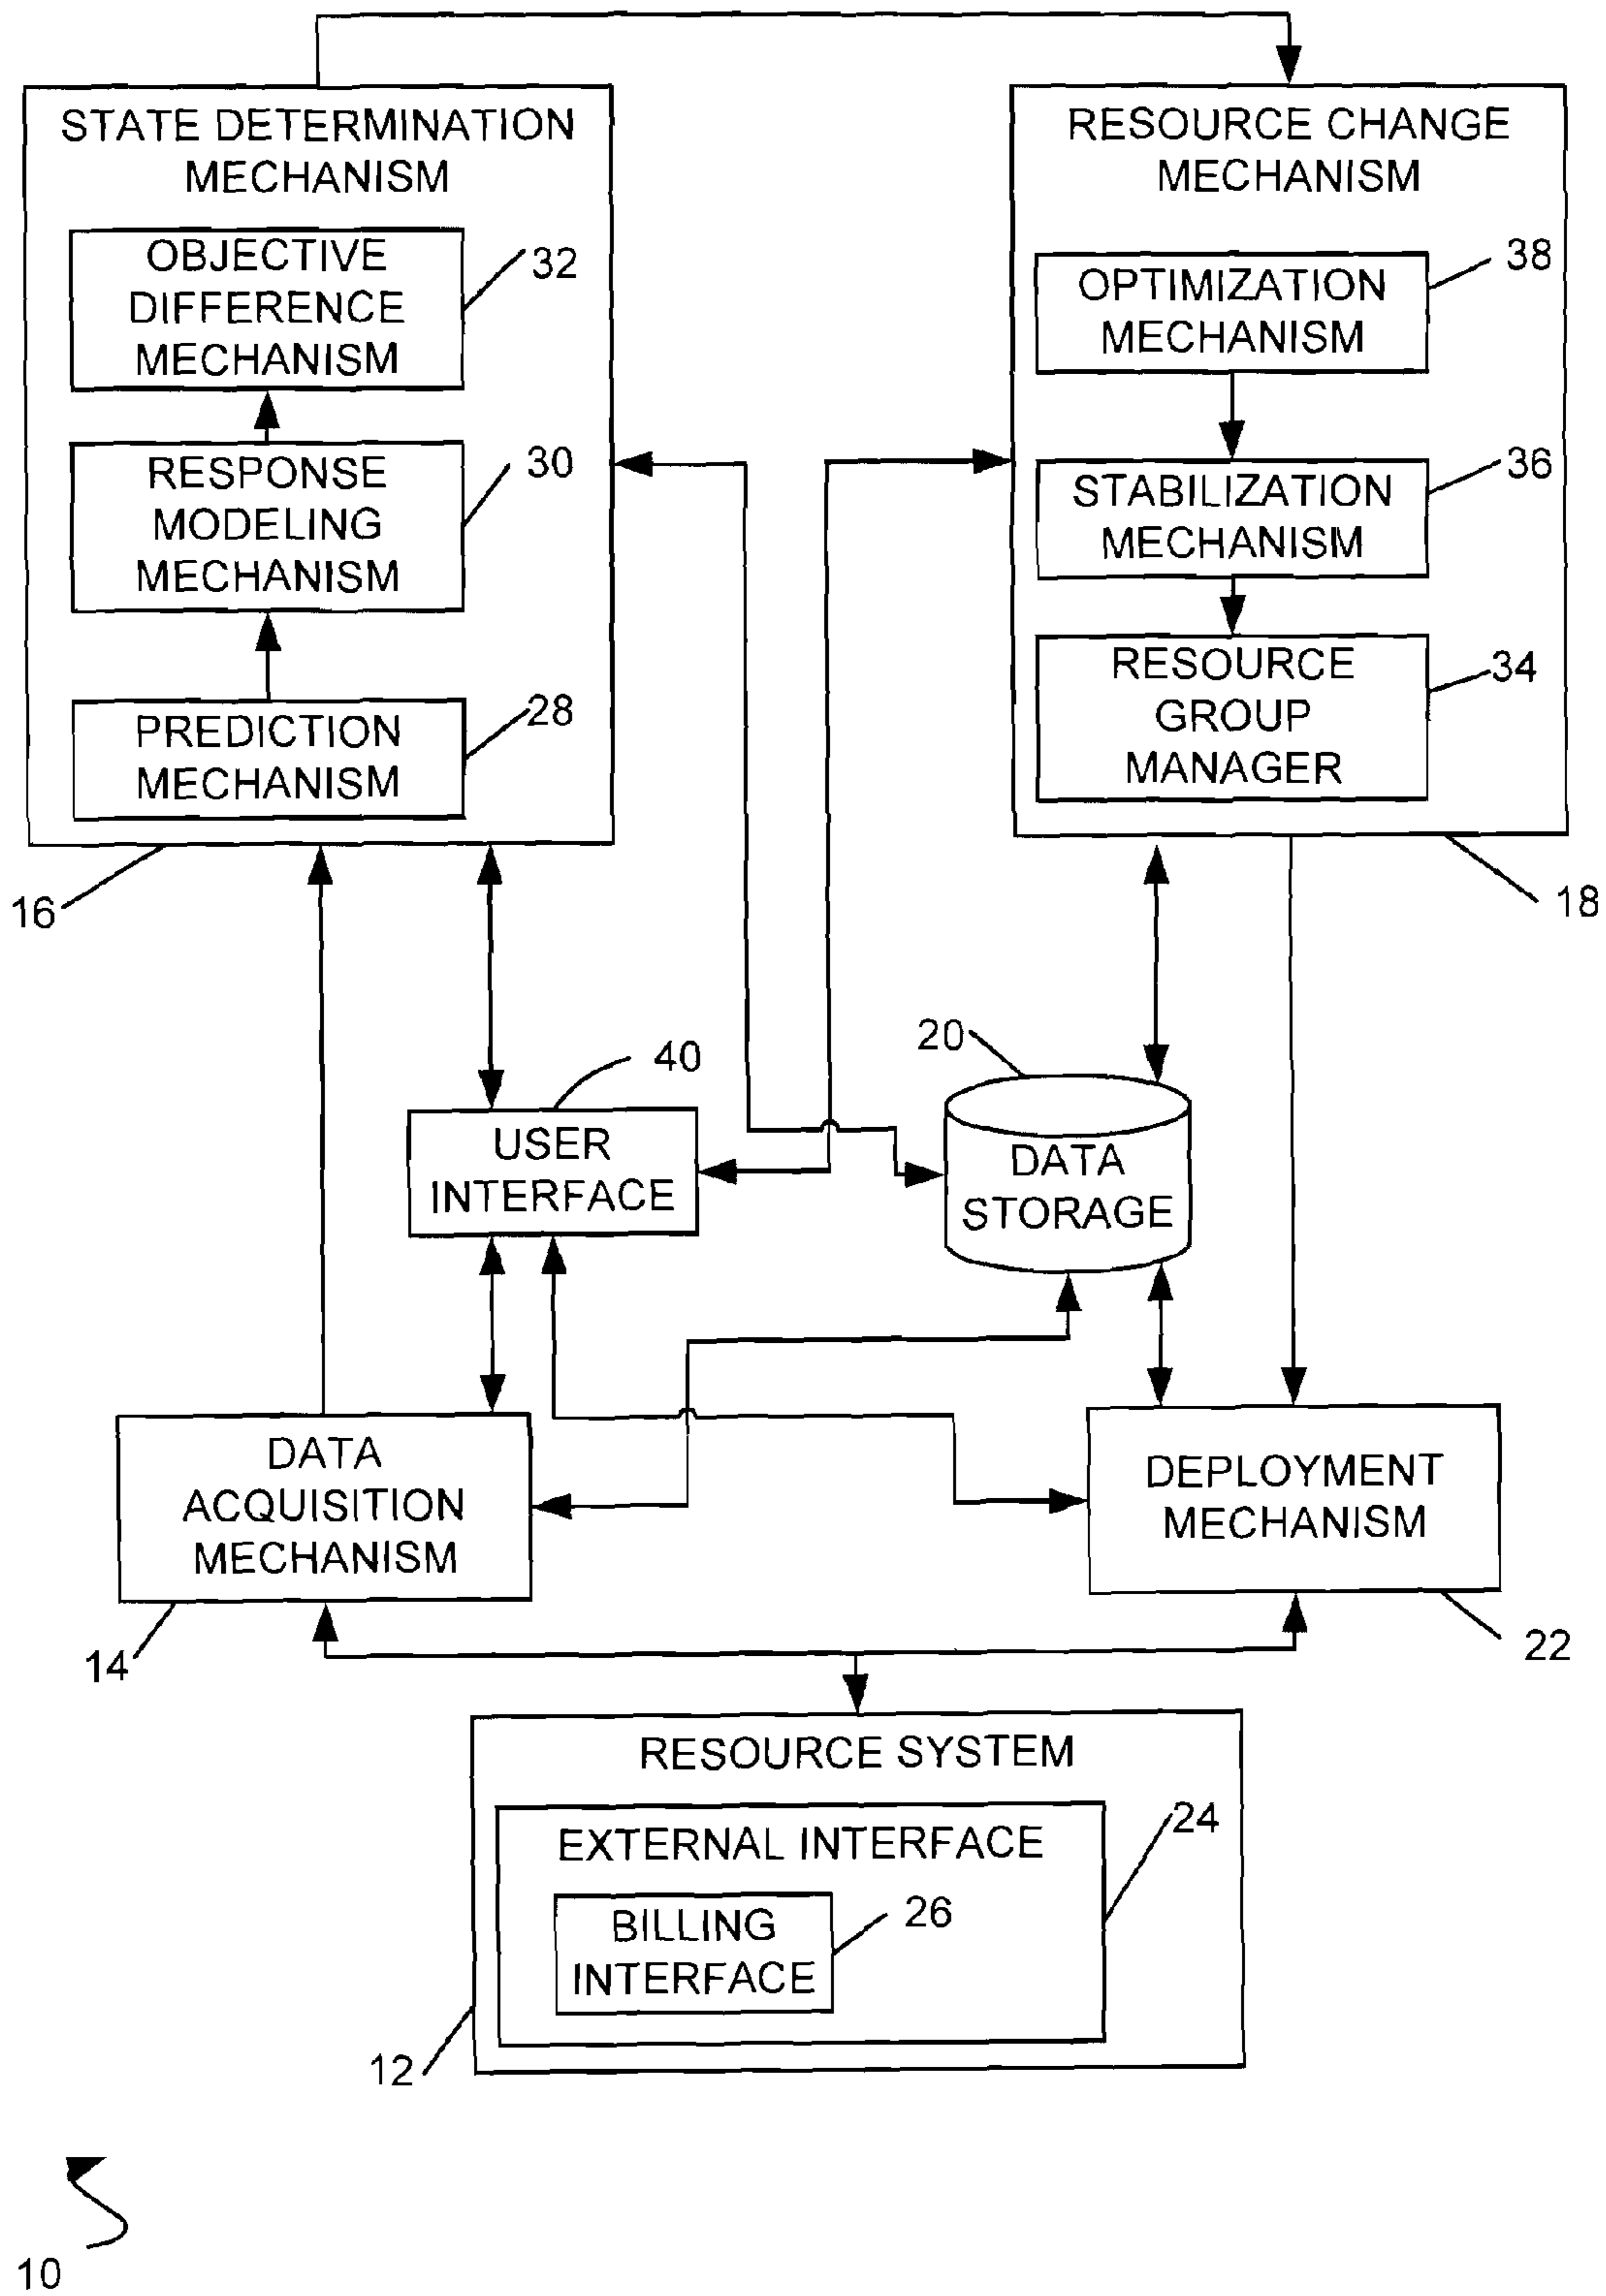 STATE DETERMINATION
MECHANISM
OBJECTIVE
DIFFERENCE
MECHANISM
32
RESPONSE
MODELING
MECHANISM
30
PREDICTION
MECHANISM
28
16
RESOURCE CHANGE
MECHANISM
OPTIMIZATION
MECHANISM
38
STABILIZATION
MECHANISM
36
RESOURCE
GROUP
MANAGER
34
18
40
USER
INTERFACE
20
DATA
STORAGE
DATA
ACQUISITION
MECHANISM
14
DEPLOYMENT
MECHANISM
22
RESOURCE SYSTEM
EXTERNAL INTERFACE
24
BILLING
INTERFACE
26
12
10